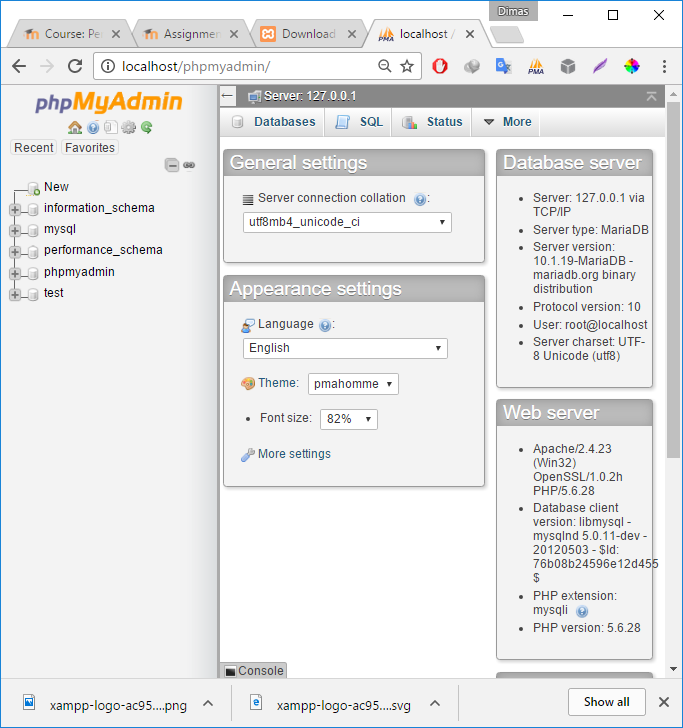 Dimas
Course: Pe
Assignmen
Download
localhost /
localhost/phpmyadmin/
phpMyAdmin
Recent
Favorites
New
information_schema
mysql
performance_schema
phpmyadmin
test
Server: 127.0.0.1
Databases
SQL
Status
More
General settings
Server connection collation :
utf8mb4_unicode_ci
Appearance settings
Language :
English
Theme: pmahomme
• Font size: 82%
More settings
Database server
• Server: 127.0.0.1 via
TCP/IP
• Server type: MariaDB
• Server version:
10.1.19-MariaDB -
mariadb.org binary
distribution
• Protocol version: 10
• User: root@localhost
• Server charset: UTF-
8 Unicode (utf8)
Web server
• Apache/2.4.23
(Win32)
OpenSSL/1.0.2h
PHP/5.6.28
• Database client
version: libmysql -
mysqlnd 5.0.11-dev -
20120503 - $Id:
76b08b24596e12d455
$
• PHP extension:
mysqli
• PHP version: 5.6.28
Console
xampp-logo-ac95....png
xampp-logo-ac95....svg
Show all